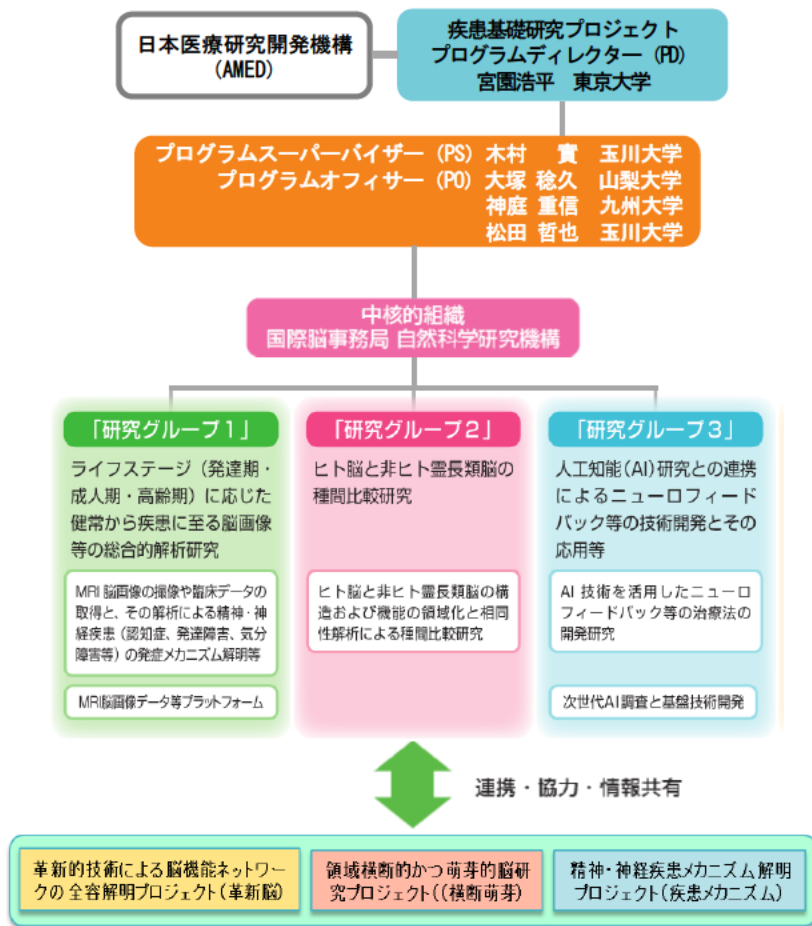 日本医療研究開発機構
(AMED)
疾患基礎研究プロジェクト
プログラムディレクター (PD)
宮園浩平 東京大学
プログラムスーパーバイザー (PS) 木村 實 玉川大学
プログラムオフィサー (PO) 大塚 稔久 山梨大学
神庭 重信 九州大学
松田 哲也 玉川大学
中核的組織
国際脳事務局 自然科学研究機構
「研究グループ1」
ライフステージ（発達期・
成人期・高齢期）に応じた
健常から疾患に至る脳画像
等の総合的解析研究
MRI 脳画像の撮像や臨床データの
取得と、その解析による精神・神
経疾患（認知症、発達障害、気分
障害等）の発症メカニズム解明等
MRI脳画像データ等プラットフォーム
「研究グループ2」
ヒト脳と非ヒト霊長類脳の
種間比較研究
ヒト脳と非ヒト霊長類脳の構
造および機能の領域化と相同
性解析による種間比較研究
「研究グループ3」
人工知能(AI)研究との連携
によるニューロフィード
バック等の技術開発とその
応用等
AI 技術を活用したニューロ
フィードバック等の治療法の
開発研究
次世代AI調査と基盤技術開発
連携・協力・情報共有
革新的技術による脳機能ネットワー
クの全容解明プロジェクト(革新脳)
領域横断的かつ萌芽的脳研
究プロジェクト((横断萌芽)
精神・神経疾患メカニズム解明
プロジェクト(疾患メカニズム)